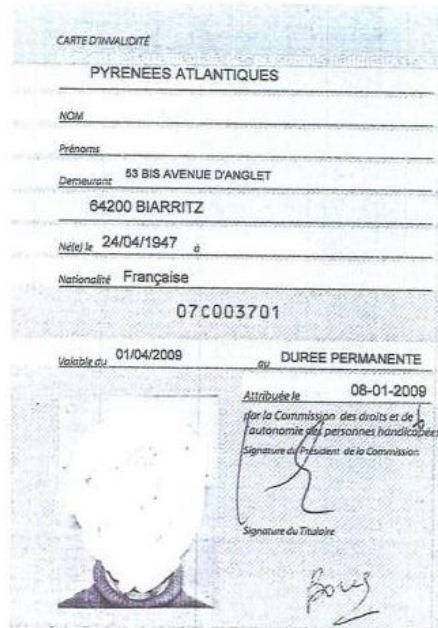 CARTE D'INVALIDITÉ
PYRENEES ATLANTIQUES
NOM
Prénoms
Demeurant 53 BIS AVENUE D'ANGLET
64200 BIARRITZ
Né(e) le 24/04/1947 à
Nationalité Française
07C003701
Valable du 01/04/2009 au DUREE PERMANENTE
Attribuée le 08-01-2009
par la Commission des droits et de l'
autonomie des personnes handicapées
Signature du Président de la Commission
Signature du Titulaire